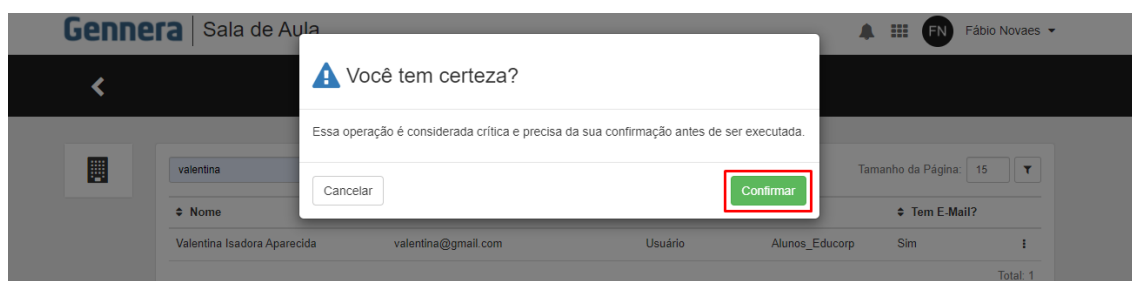 Gennera Sala de Aula FN Fábio Novaes
Você tem certeza?
Essa operação é considerada crítica e precisa da sua confirmação antes de ser executada.
Cancelar Confirmar
valentina Tamanho da Página: 15
Nome Tem E-Mail?
Valentina Isadora Aparecida valentina@gmail.com Usuário Alunos_Educorp Sim
Total: 1